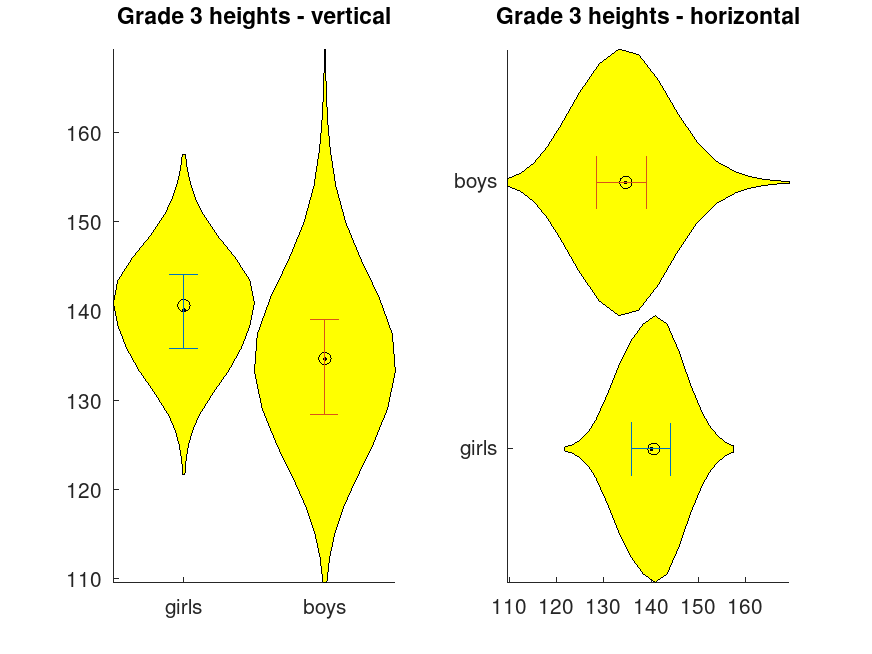 Grade 3 heights - vertical
160
150
140
130
120
110
girls boys
Grade 3 heights - horizontal
boys
girls
110 120 130 140 150 160